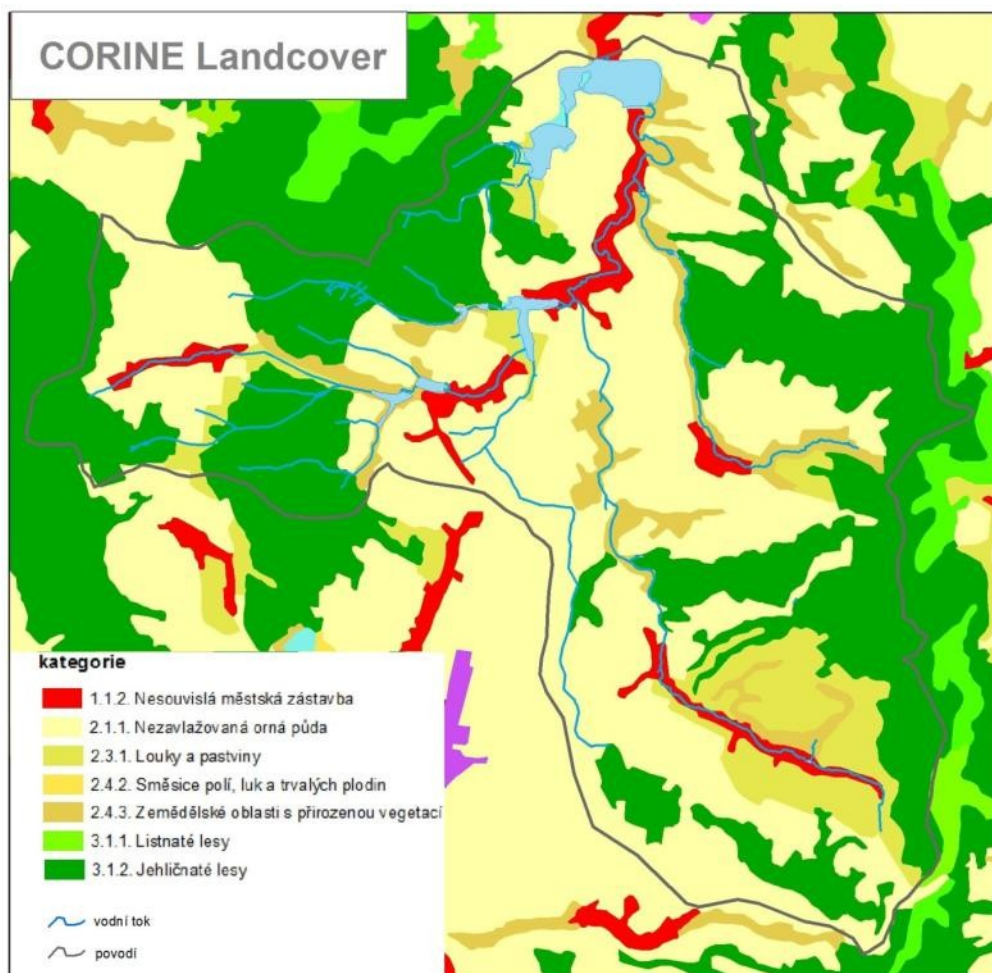 CORINE Landcover
kategorie
1.1.2. Nesouvislá městská zástavba
2.1.1. Nezavlažovaná orná půda
2.3.1. Louky a pastviny
2.4.2. Směsice polí, luk a trvalých plodin
2.4.3. Zemědělské oblasti s přirozenou vegetací
3.1.1. Listnaté lesy
3.1.2. Jehličnaté lesy
vodní tok
povodí